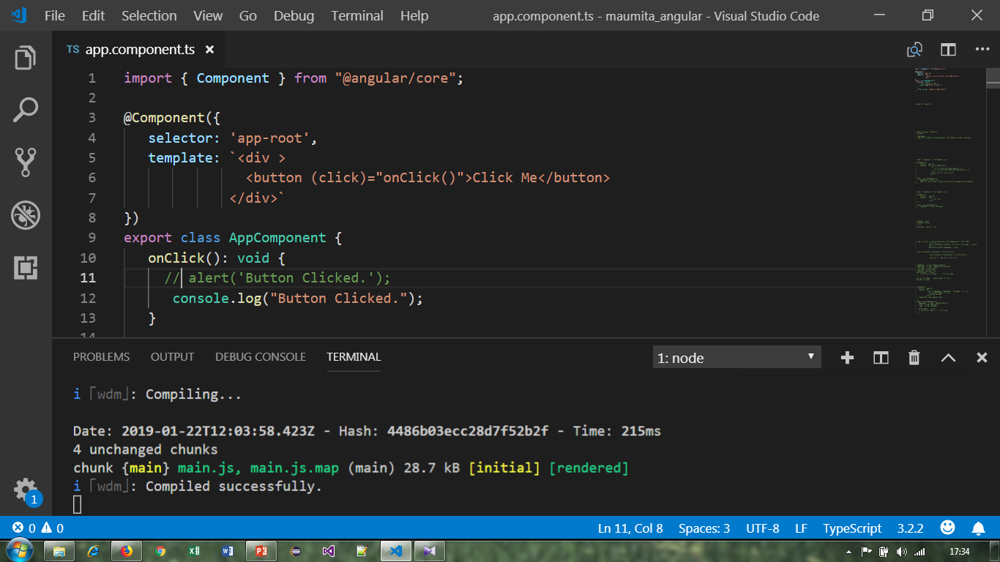 File Edit Selection View Go Debug Terminal Help app.component.ts - maumita_angular - Visual Studio Code
TS app.component.ts
1 import { Component } from "@angular/core";
2
3 @Component({
4 selector: 'app-root',
5 template: `<div >
6 <button (click)="onClick()">Click Me</button>
7 </div>`
8 })
9 export class AppComponent {
10 onClick(): void {
11 // alert('Button Clicked.');
12 console.log("Button Clicked.");
13 }
14
PROBLEMS OUTPUT DEBUG CONSOLE TERMINAL 1: node
i ｢wdm｣: Compiling...
Date: 2019-01-22T12:03:58.423Z - Hash: 4486b03ecc28d7f52b2f - Time: 215ms
4 unchanged chunks
chunk {main} main.js, main.js.map (main) 28.7 kB [initial] [rendered]
i ｢wdm｣: Compiled successfully.
1
0 0 Ln 11, Col 8 Spaces: 3 UTF-8 LF TypeScript 3.2.2
17:34